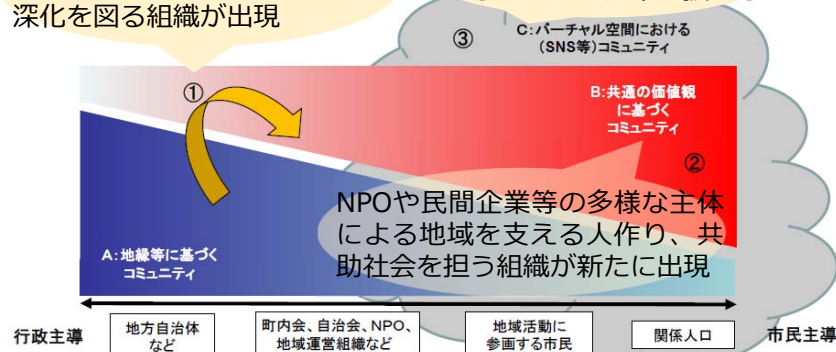 深化を図る組織が出現
③
C:バーチャル空間における
(SNS等)コミュニティ
①
B:共通の価値観
に基づく
コミュニティ
②
NPOや民間企業等の多様な主体
による地域を支える人作り、共
助社会を担う組織が新たに出現
A:地縁等に基づく
コミュニティ
行政主導
地方自治体
など
町内会、自治会、NPO、
地域運営組織など
地域活動に
参画する市民
関係人口
市民主導